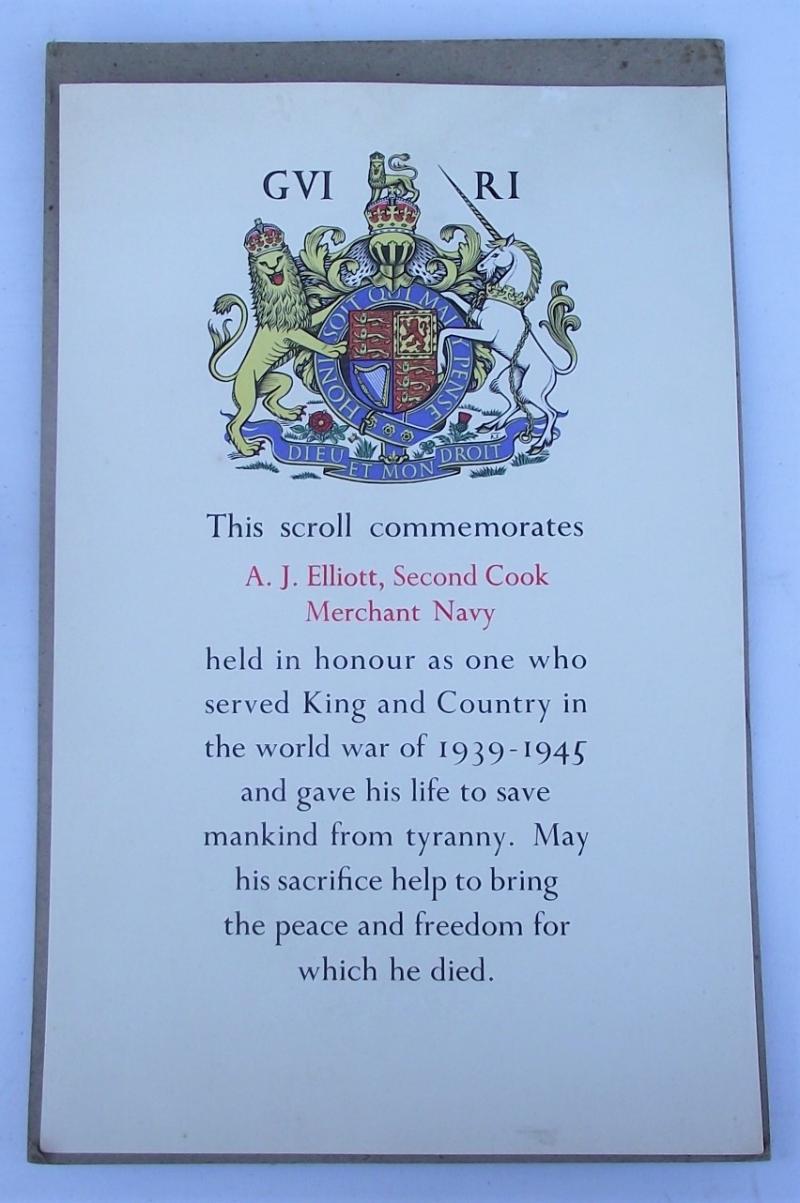 GVI RI
HONI SOIT QUI MAL Y PENSE
DIEU ET MON DROIT
This scroll commemorates
A. J. Elliott, Second Cook
Merchant Navy
held in honour as one who
served King and Country in
the world war of 1939-1945
and gave his life to save
mankind from tyranny. May
his sacrifice help to bring
the peace and freedom for
which he died.